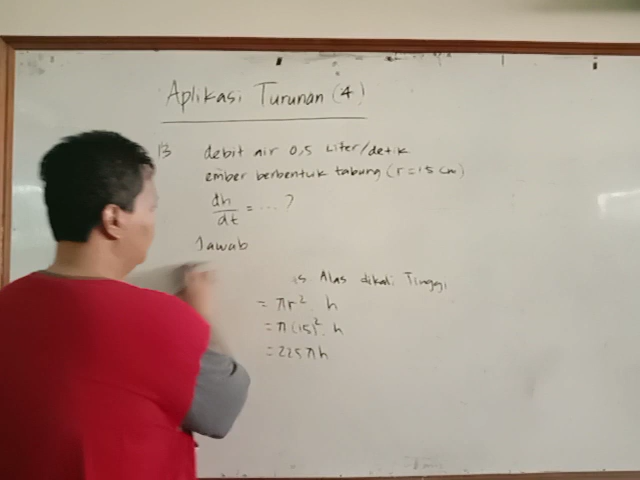 Aplikasi Turunan (4)
13 debit air 0,5 Liter/detik
ember berbentuk tabung (r = 15 cm)
dh/dt = ... ?
Jawab
Alas dikali Tinggi
= πr² h
= π(15)². h
= 225πh